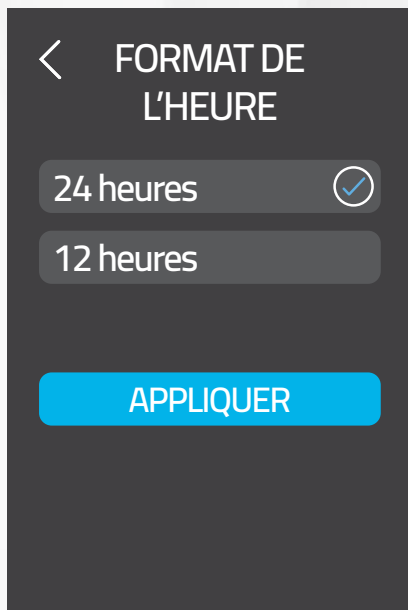 FORMAT DE
L'HEURE
24 heures
12 heures
APPLIQUER